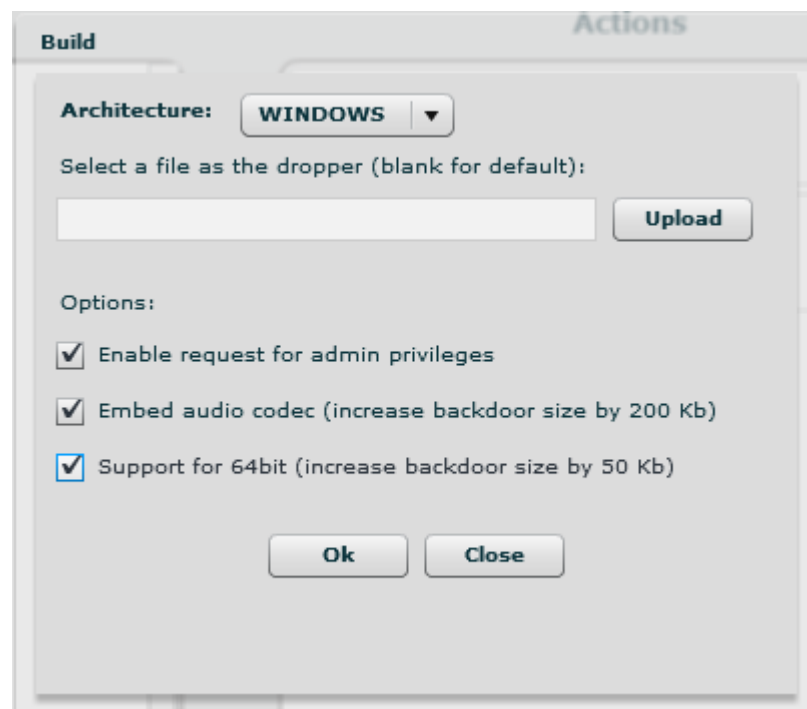 Actions
Build
Architecture: WINDOWS
Select a file as the dropper (blank for default):
Upload
Options:
Enable request for admin privileges
Embed audio codec (increase backdoor size by 200 Kb)
Support for 64bit (increase backdoor size by 50 Kb)
Ok Close